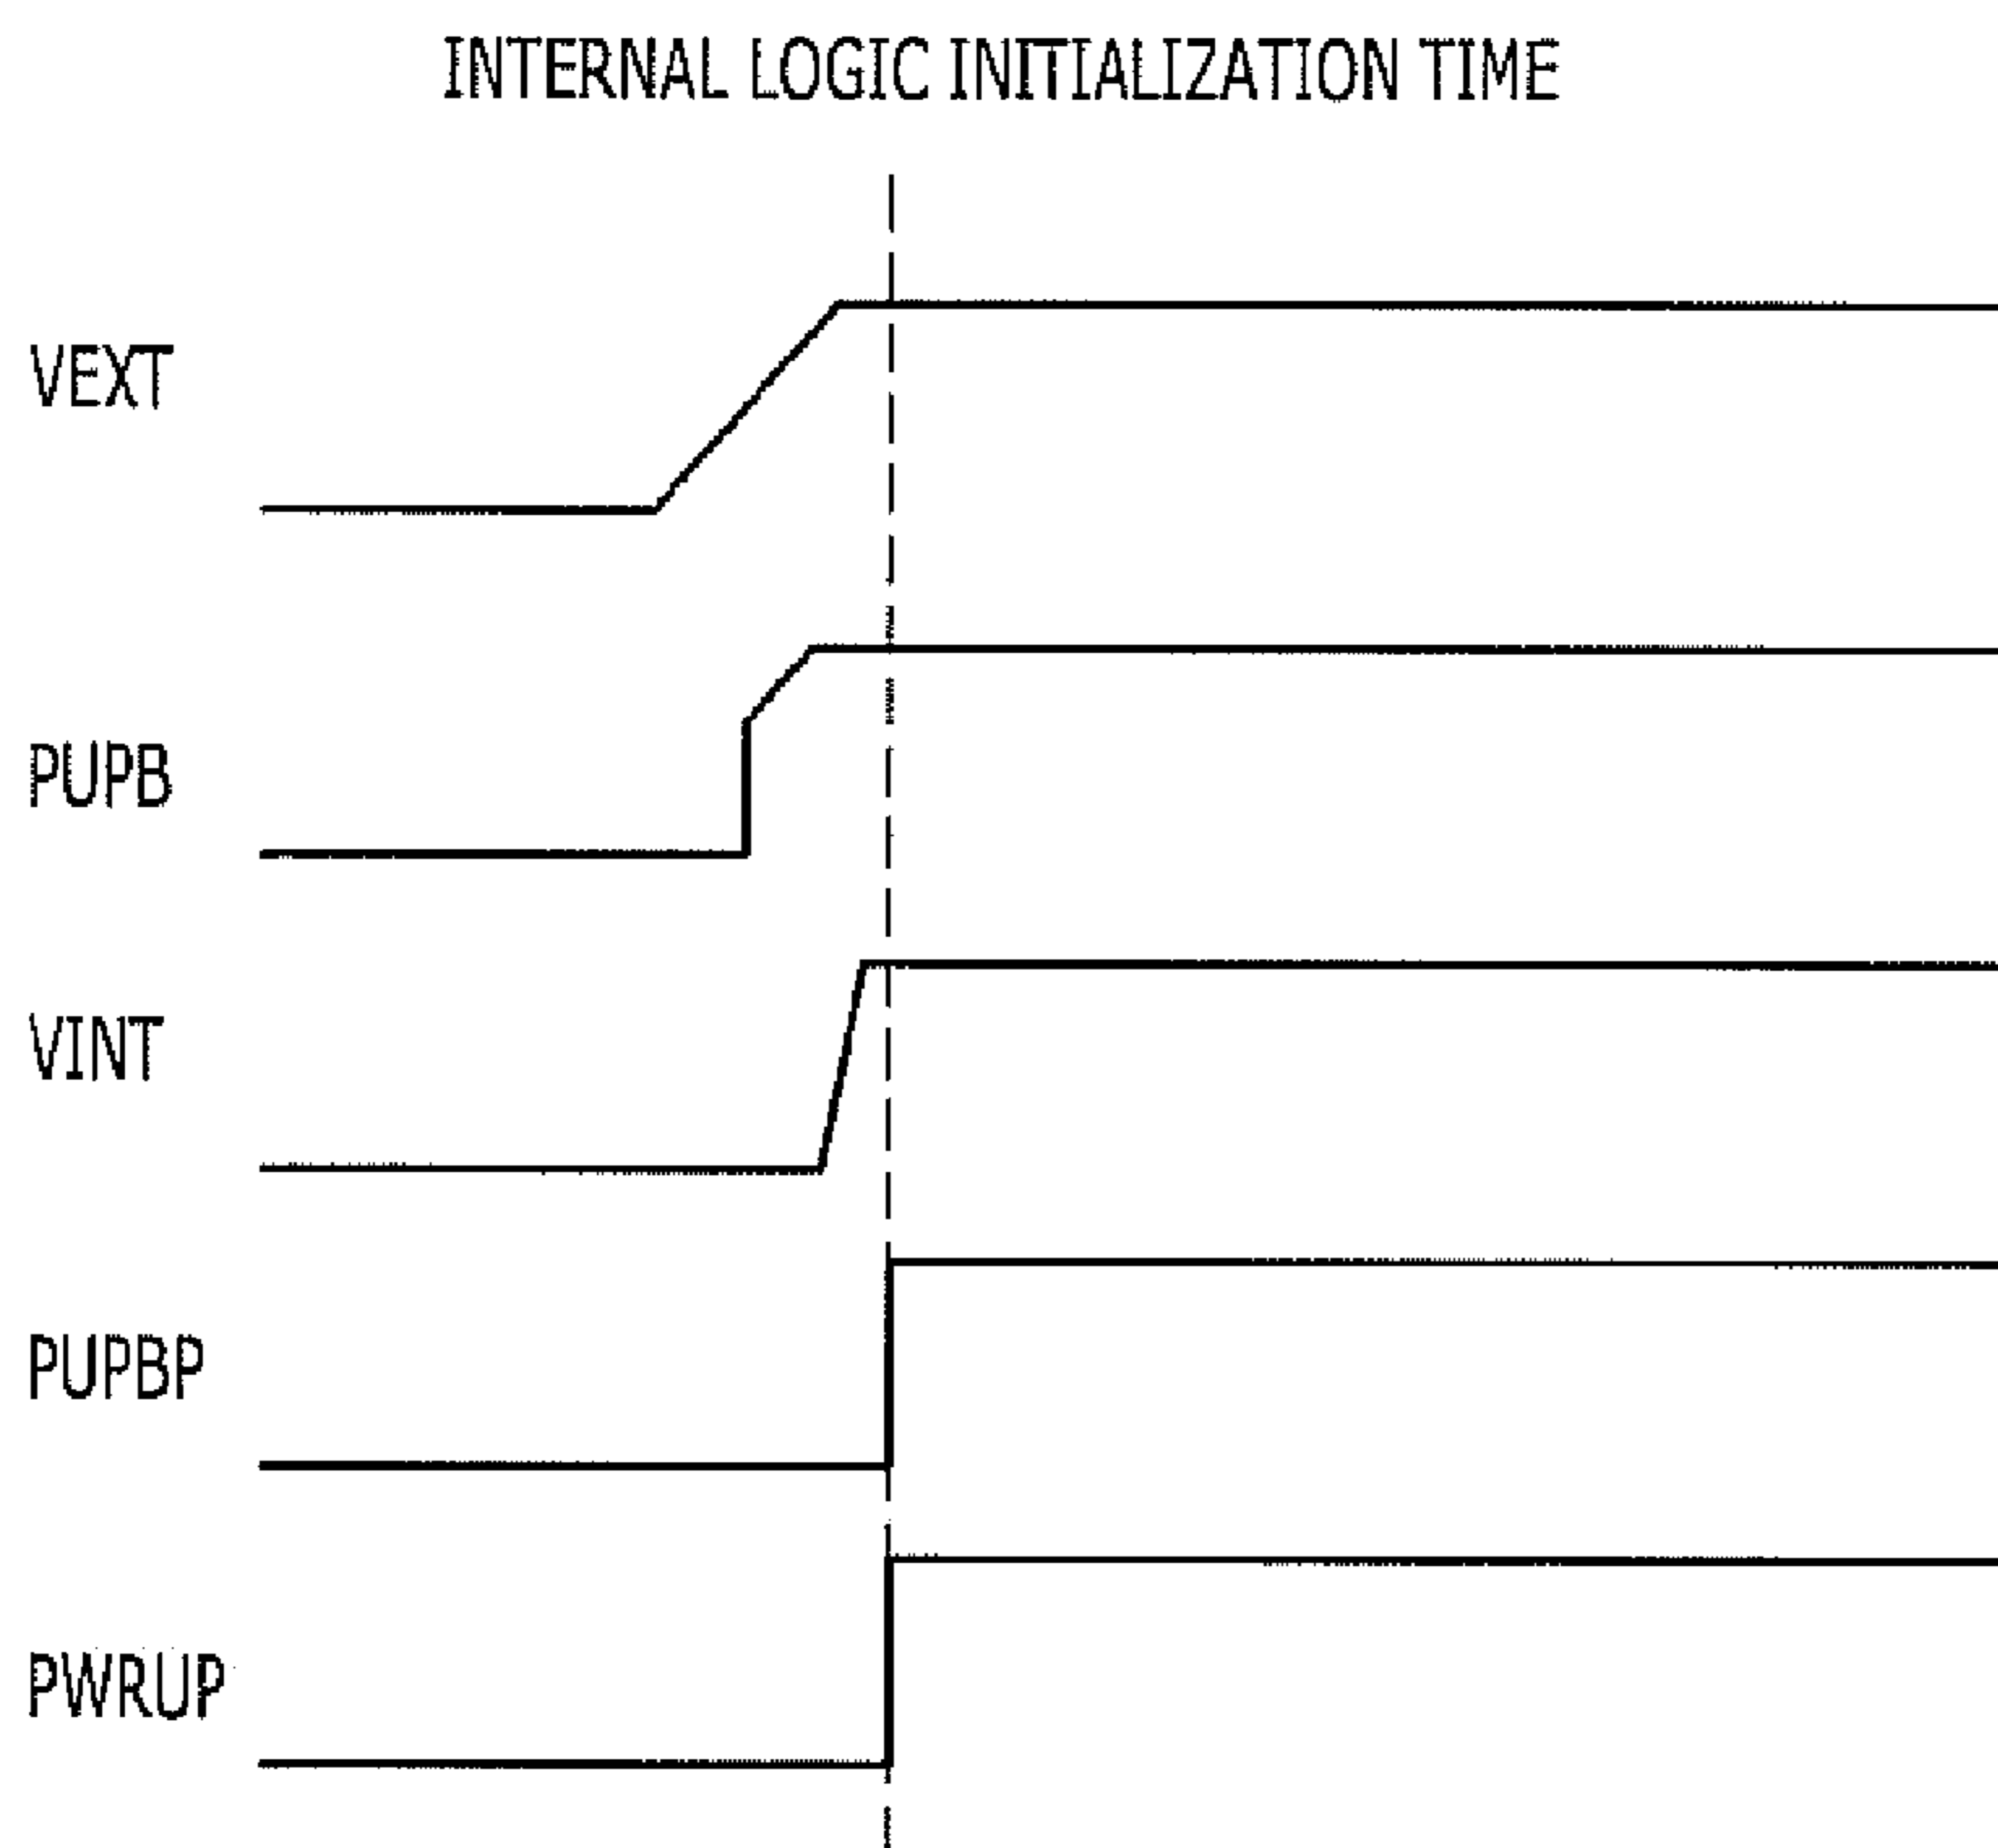 INTERNAL LOGIC INITIALIZATION TIME
VEXT
PUPB
VINT
PUPBP
PWRUP